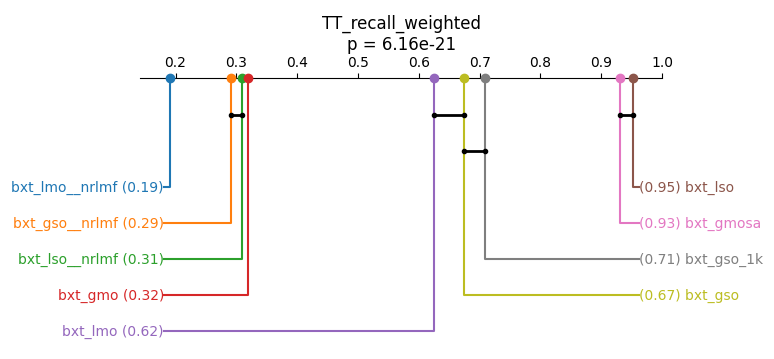 TT_recall_weighted
p = 6.16e-21
0.2 0.3 0.4 0.5 0.6 0.7 0.8 0.9 1.0
bxt_lmo__nrlmf (0.19)
(0.95) bxt_lso
bxt_gso__nrlmf (0.29)
(0.93) bxt_gmosa
bxt_lso__nrlmf (0.31)
(0.71) bxt_gso_1k
bxt_gmo (0.32)
(0.67) bxt_gso
bxt_lmo (0.62)